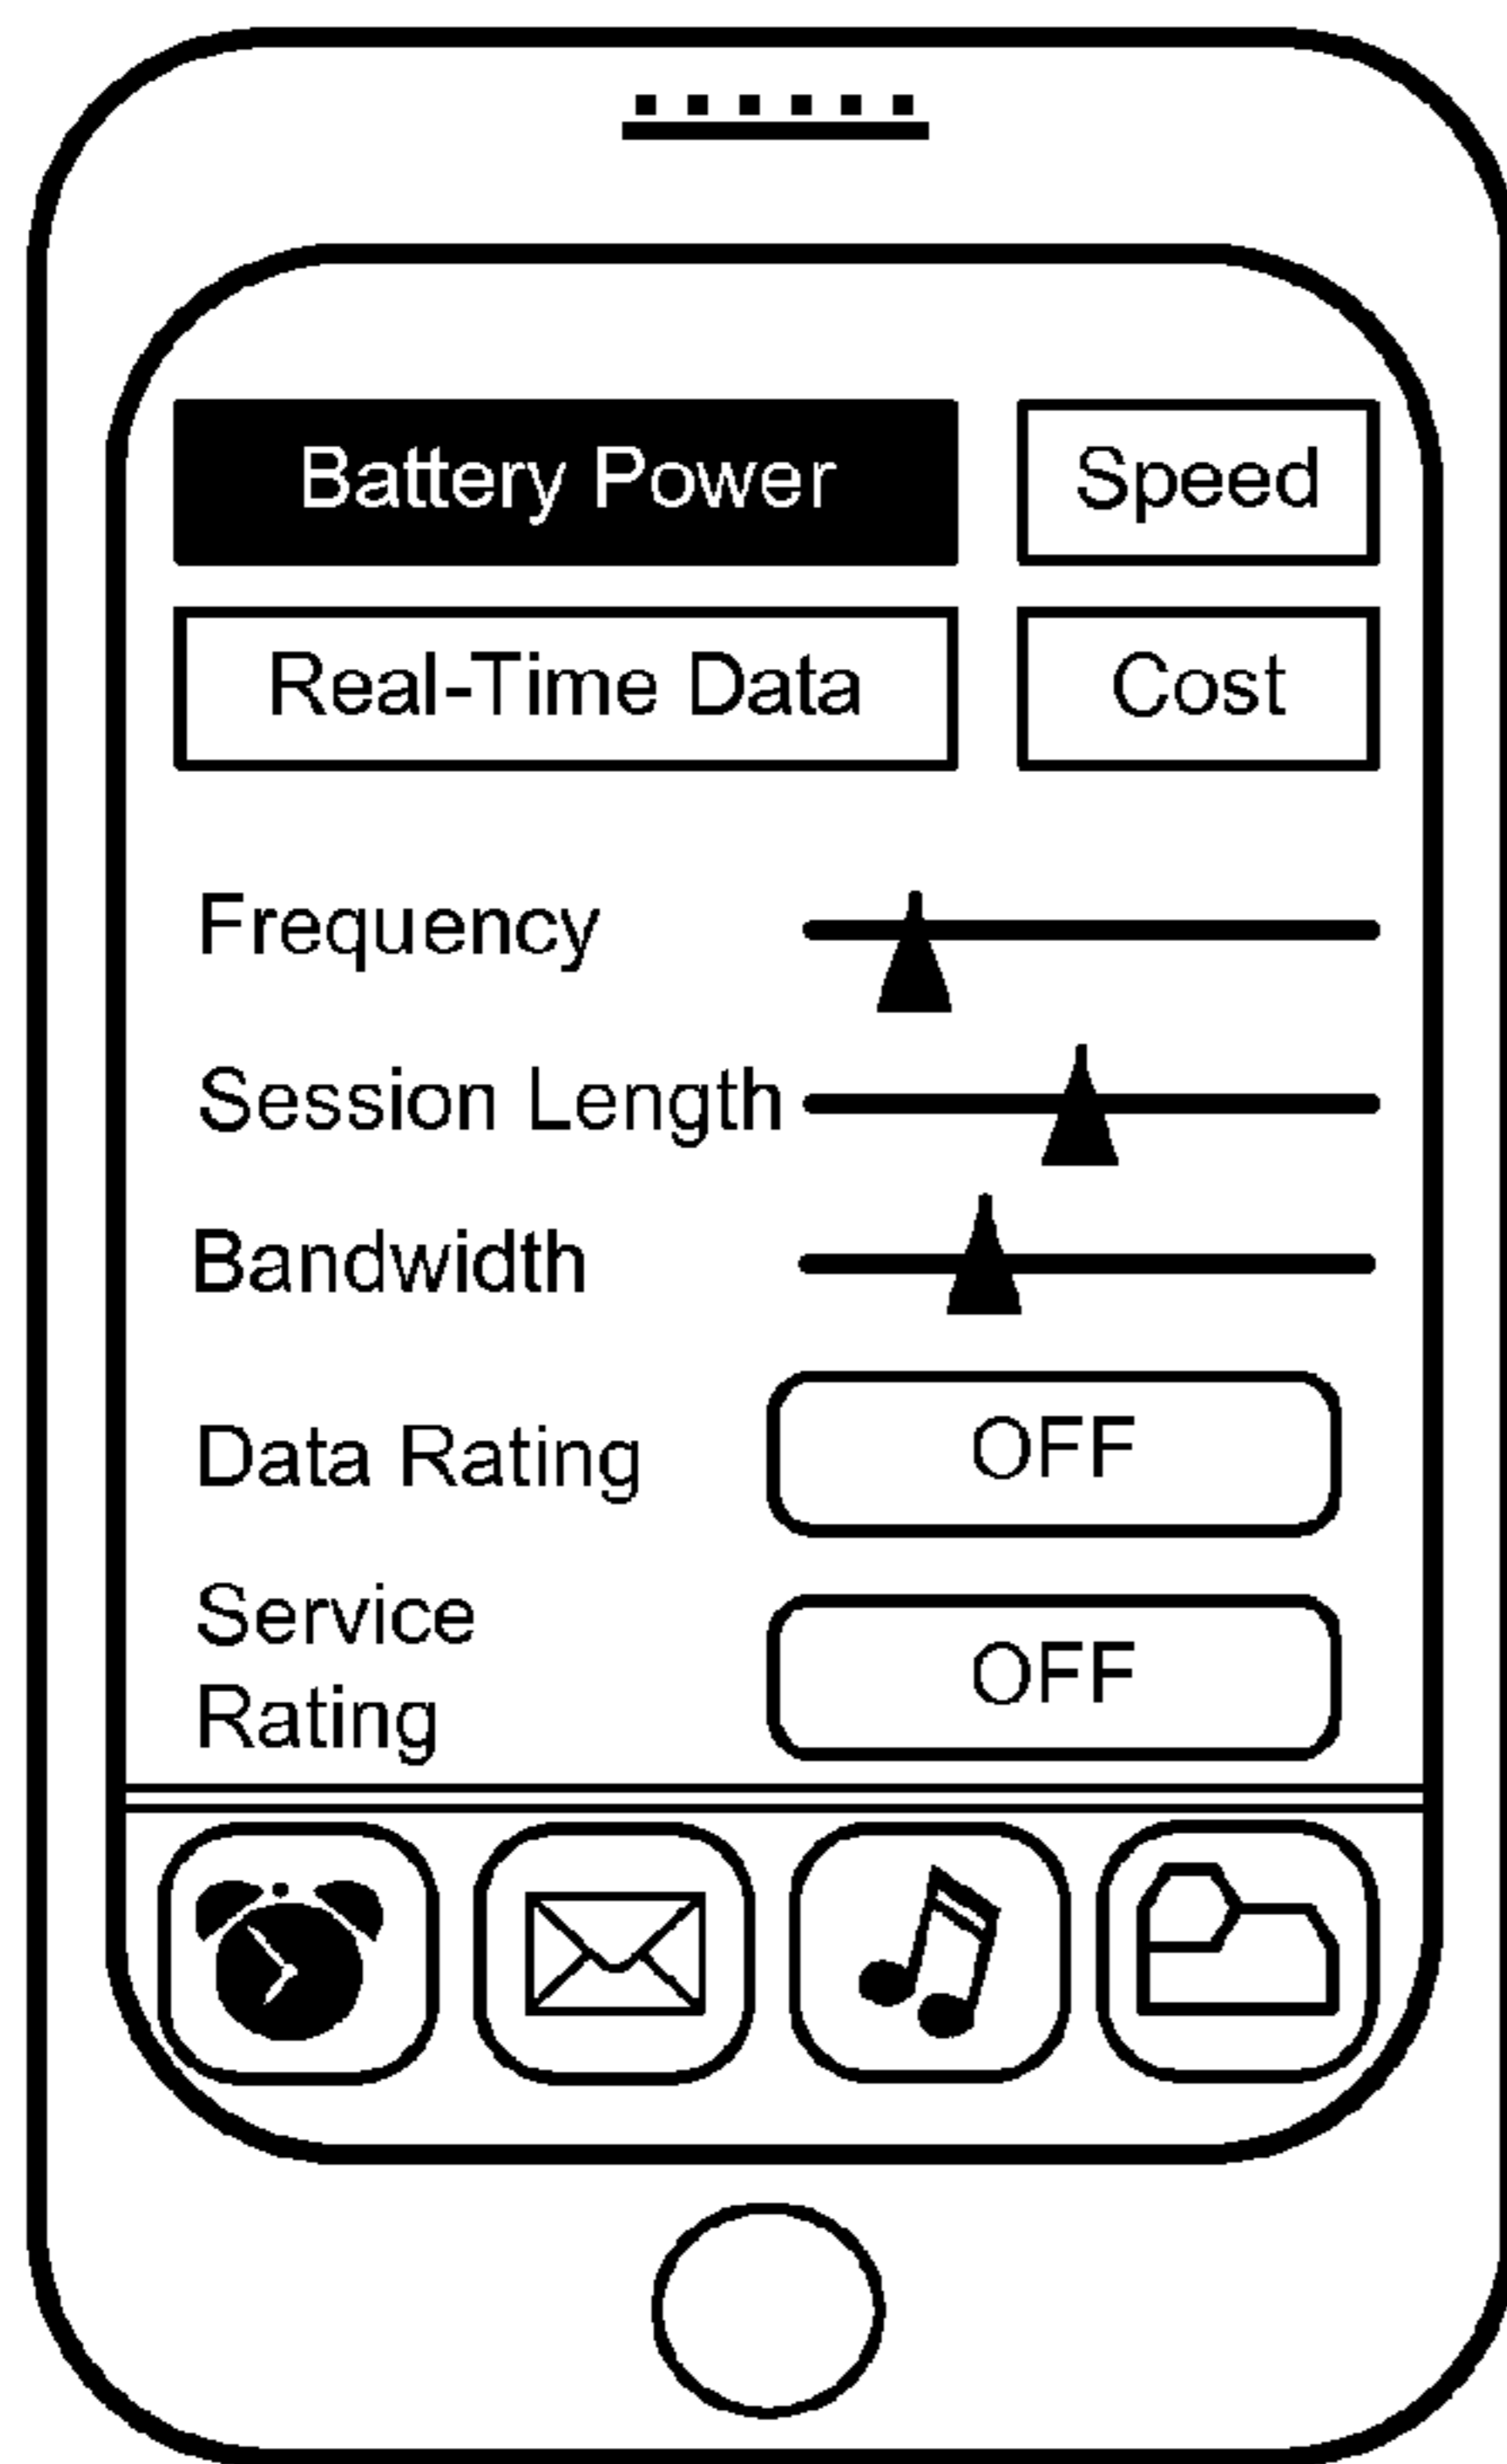 Battery Power Speed
Real-Time Data Cost
Frequency
Session Length
Bandwidth
Data Rating OFF
Service
Rating OFF